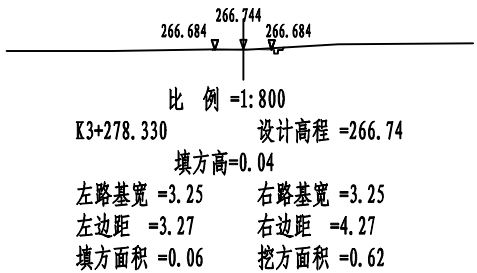 266.744
266.684 266.684
比 例 =1:800
K3+278.330 设计高程 =266.74
填方高=0.04
左路基宽 =3.25 右路基宽 =3.25
左边距 =3.27 右边距 =4.27
填方面积 =0.06 挖方面积 =0.62